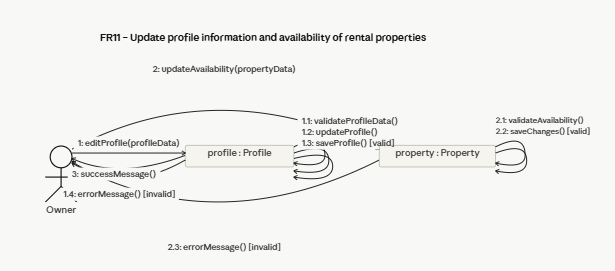 FR11 – Update profile information and availability of rental properties
2: updateAvailability(propertyData)
1.1: validateProfileData()
1.2: updateProfile()
1.3: saveProfile() [valid]
2.1: validateAvailability()
2.2: saveChanges() [valid]
1: editProfile(profileData)
profile : Profile
property : Property
3: successMessage()
1.4: errorMessage() [invalid]
Owner
2.3: errorMessage() [invalid]